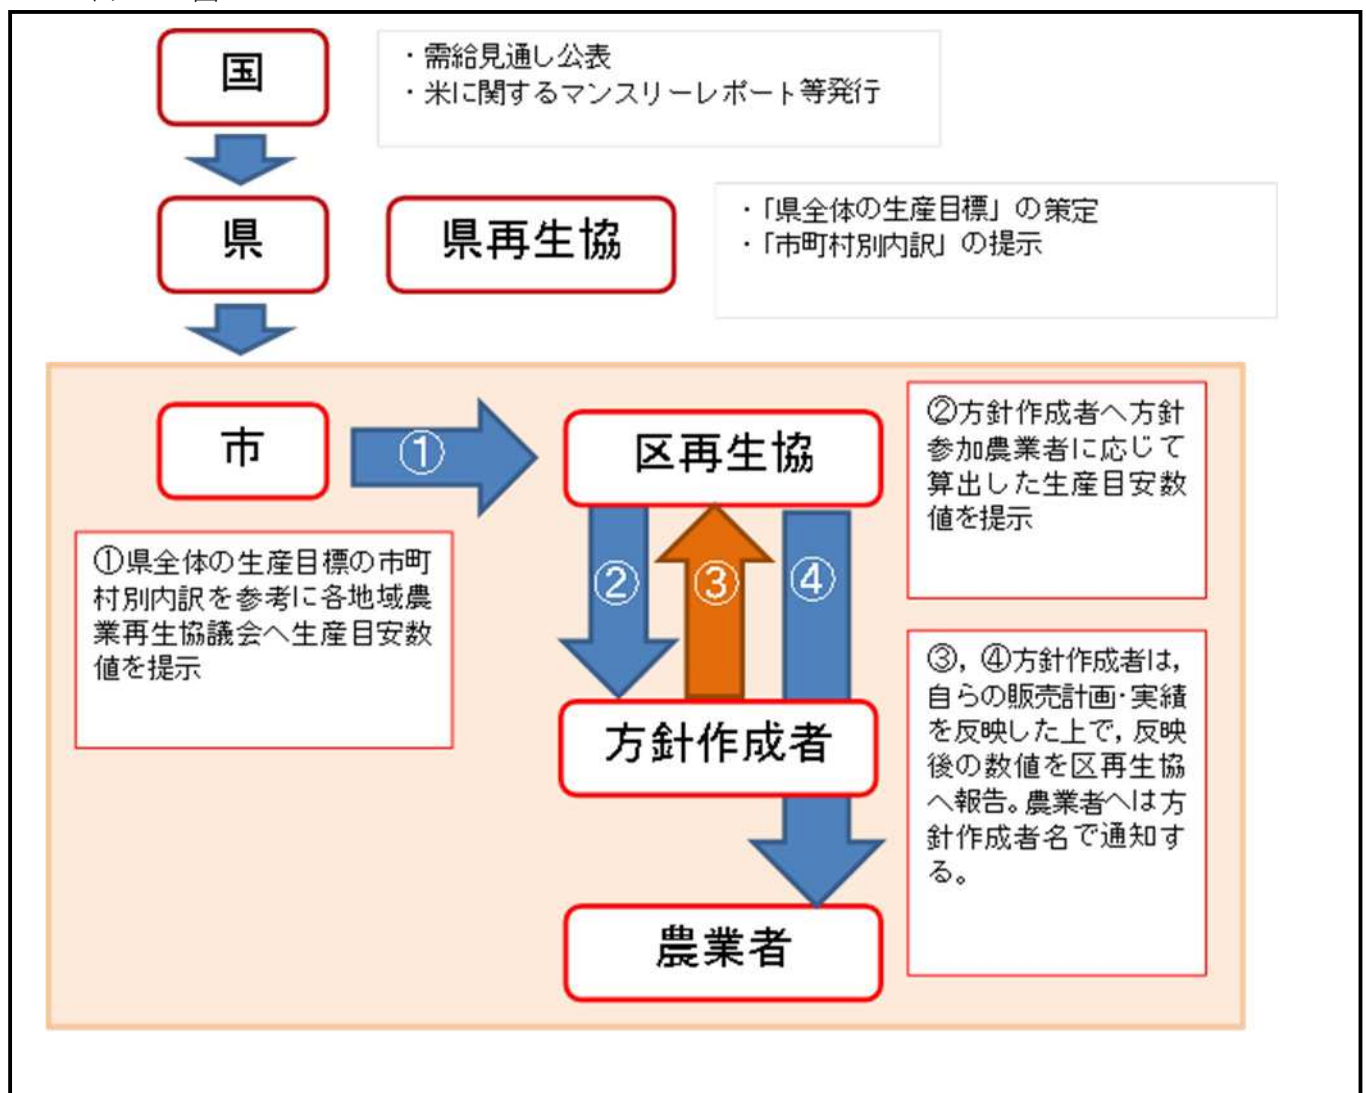 国
・需給見通し公表
・米に関するマンスリーレポート等発行
県
県再生協
・「県全体の生産目標」の策定
・「市町村別内訳」の提示
市
①
区再生協
②方針作成者へ方針
参加農業者に応じて
算出した生産目安数
値を提示
①県全体の生産目標の市町
村別内訳を参考に各地域農
業再生協議会へ生産目安数
値を提示
②
③
④
方針作成者
③，④方針作成者は，
自らの販売計画・実績
を反映した上で，反映
後の数値を区再生協
へ報告。農業者へは方
針作成者名で通知す
る。
農業者